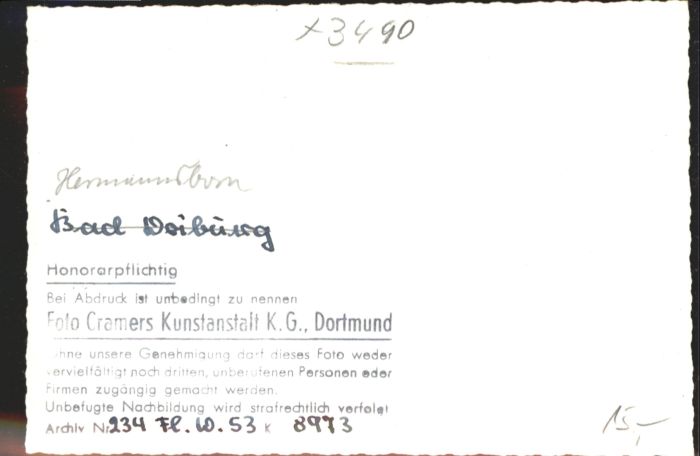 x3490
Hermannsborn
Bad Driburg
Honorarpflichtig
Bei Abdruck ist unbedingt zu nennen
Foto Cramers Kunstanstalt K.G., Dortmund
ohne unsere Genehmigung darf dieses Foto weder
vervielfältigt noch dritten, unberufenen Personen oder
Firmen zugängig gemacht werden.
Unbefugte Nachbildung wird strafrechtlich verfolgt
Archiv Nr. 234 Fl. W. 53 K 8973
15,-